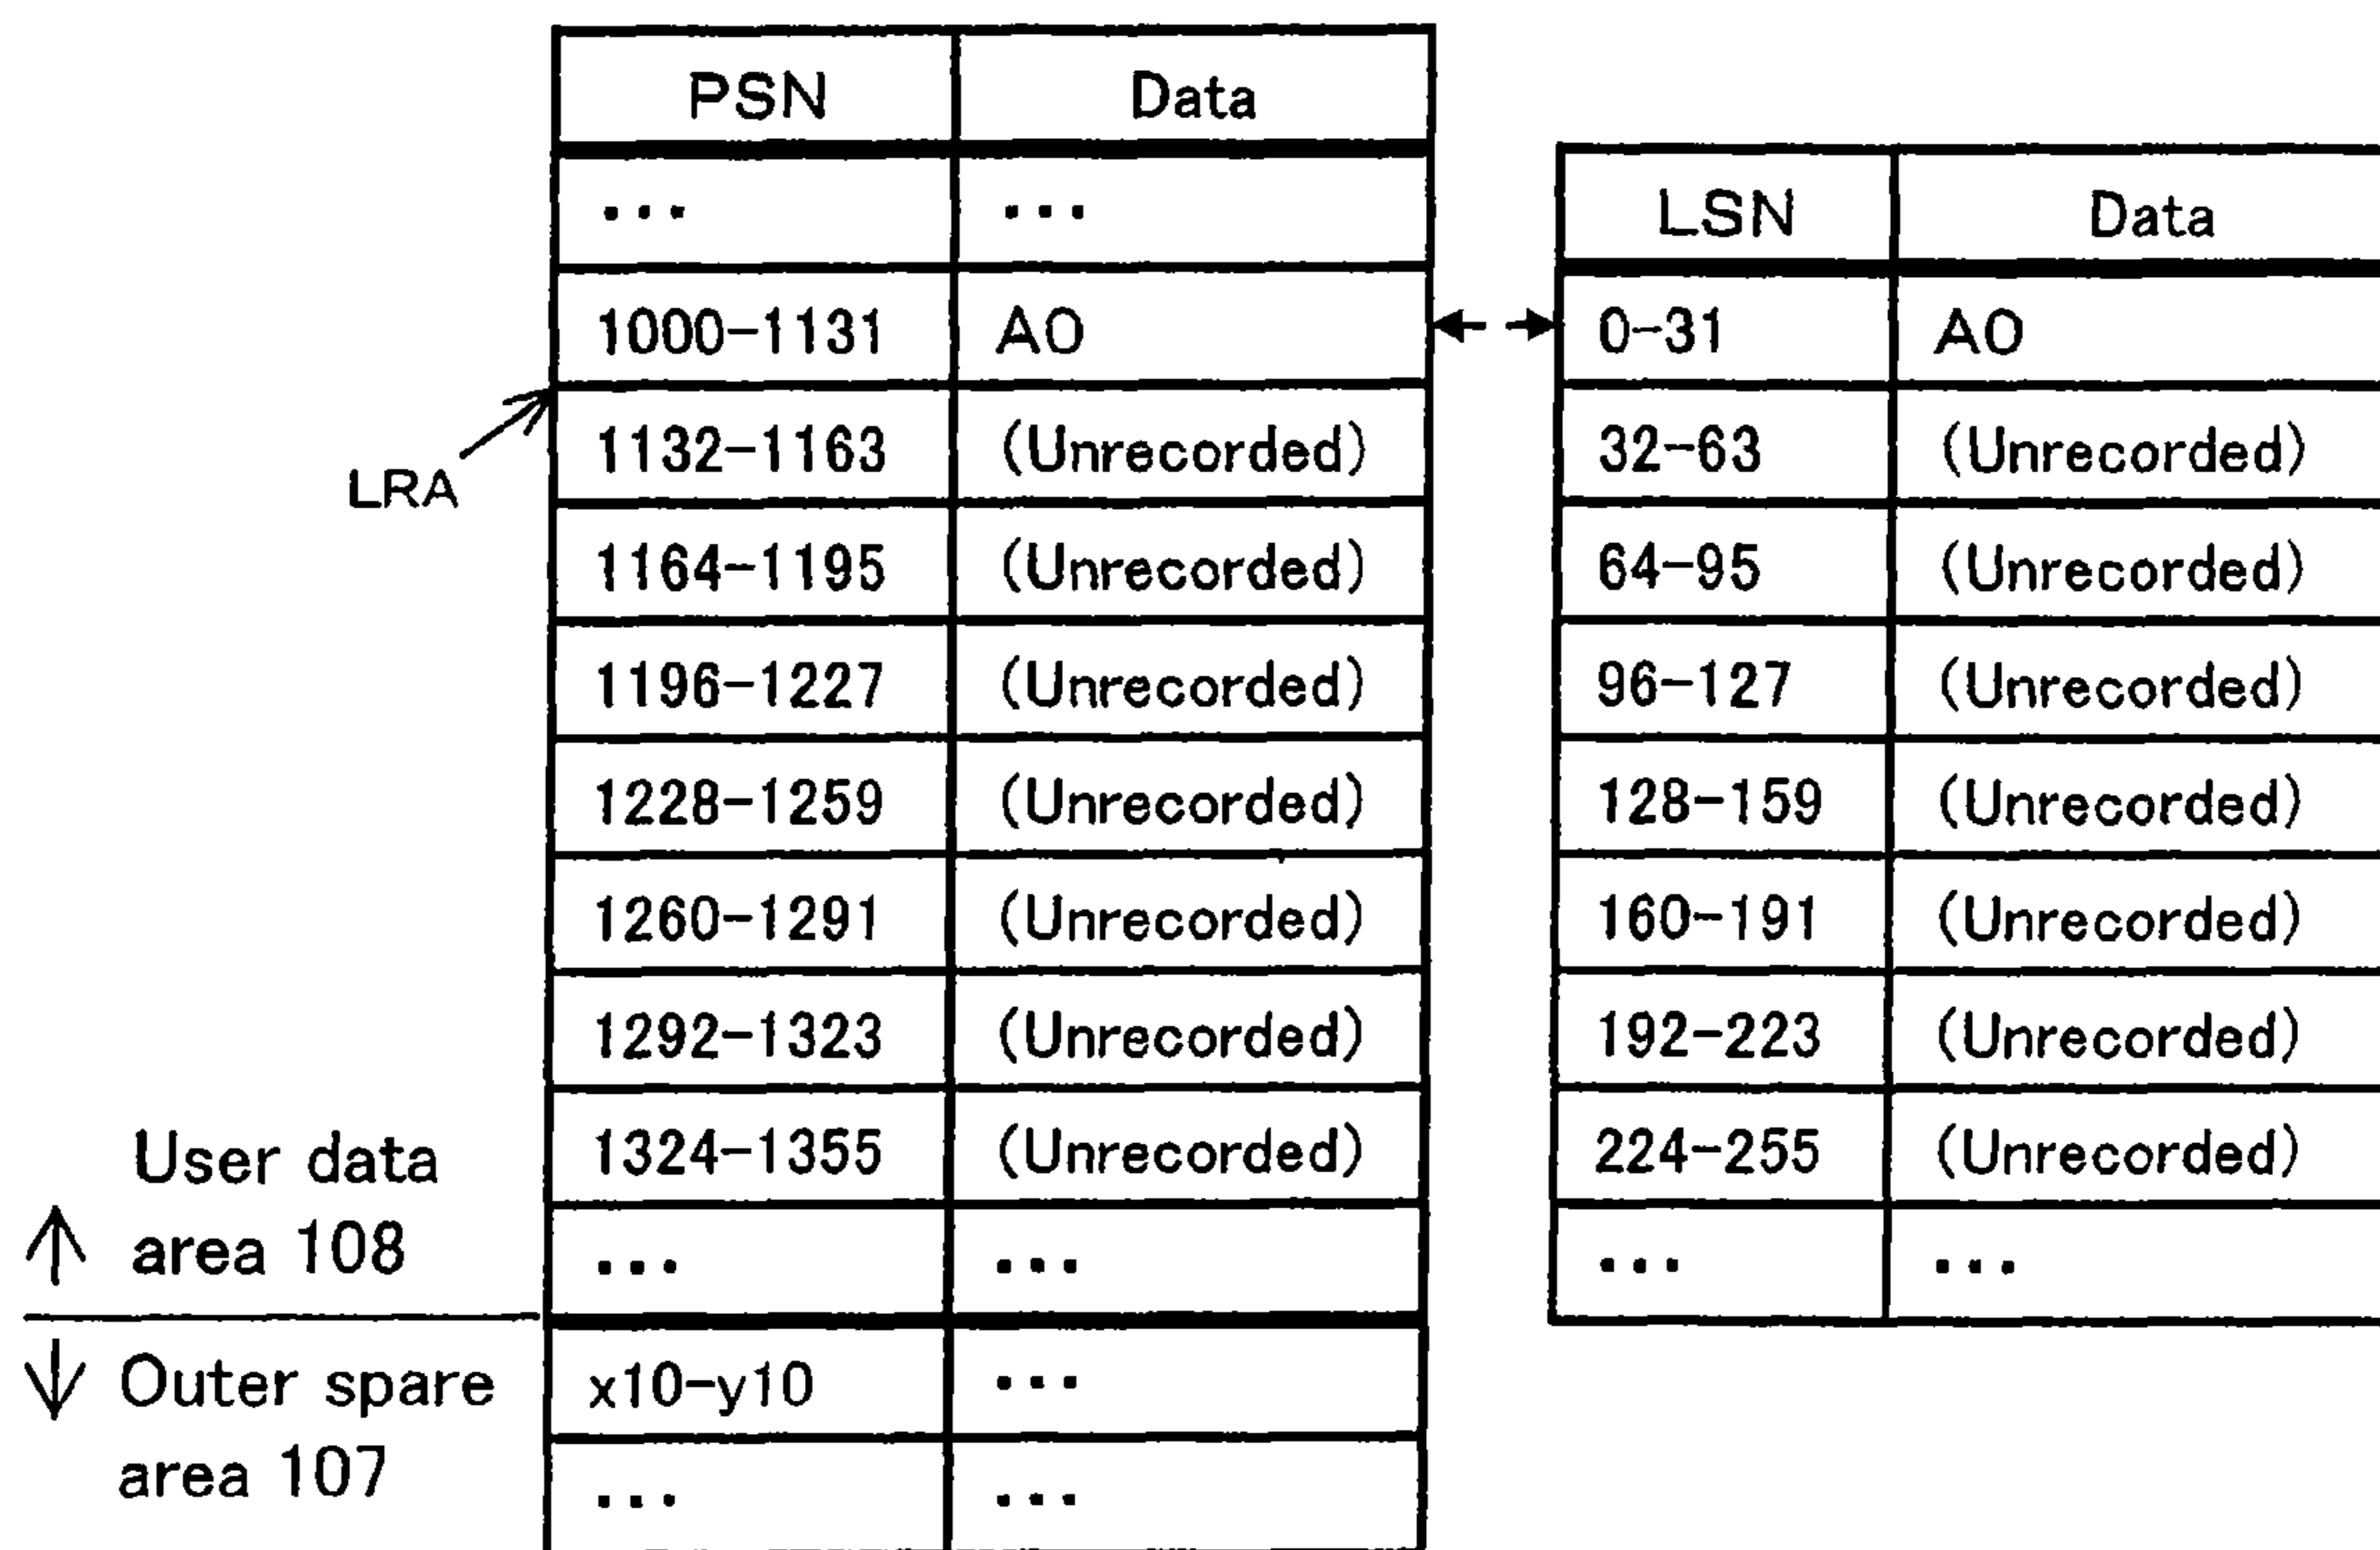 PSN Data
... ...
1000-1131 A0
LRA
1132-1163 (Unrecorded)
1164-1195 (Unrecorded)
1196-1227 (Unrecorded)
1228-1259 (Unrecorded)
1260-1291 (Unrecorded)
1292-1323 (Unrecorded)
1324-1355 (Unrecorded)
... ...
x10-y10 ...
... ...
User data
area 108
Outer spare
area 107
LSN Data
0-31 A0
32-63 (Unrecorded)
64-95 (Unrecorded)
96-127 (Unrecorded)
128-159 (Unrecorded)
160-191 (Unrecorded)
192-223 (Unrecorded)
224-255 (Unrecorded)
... ...